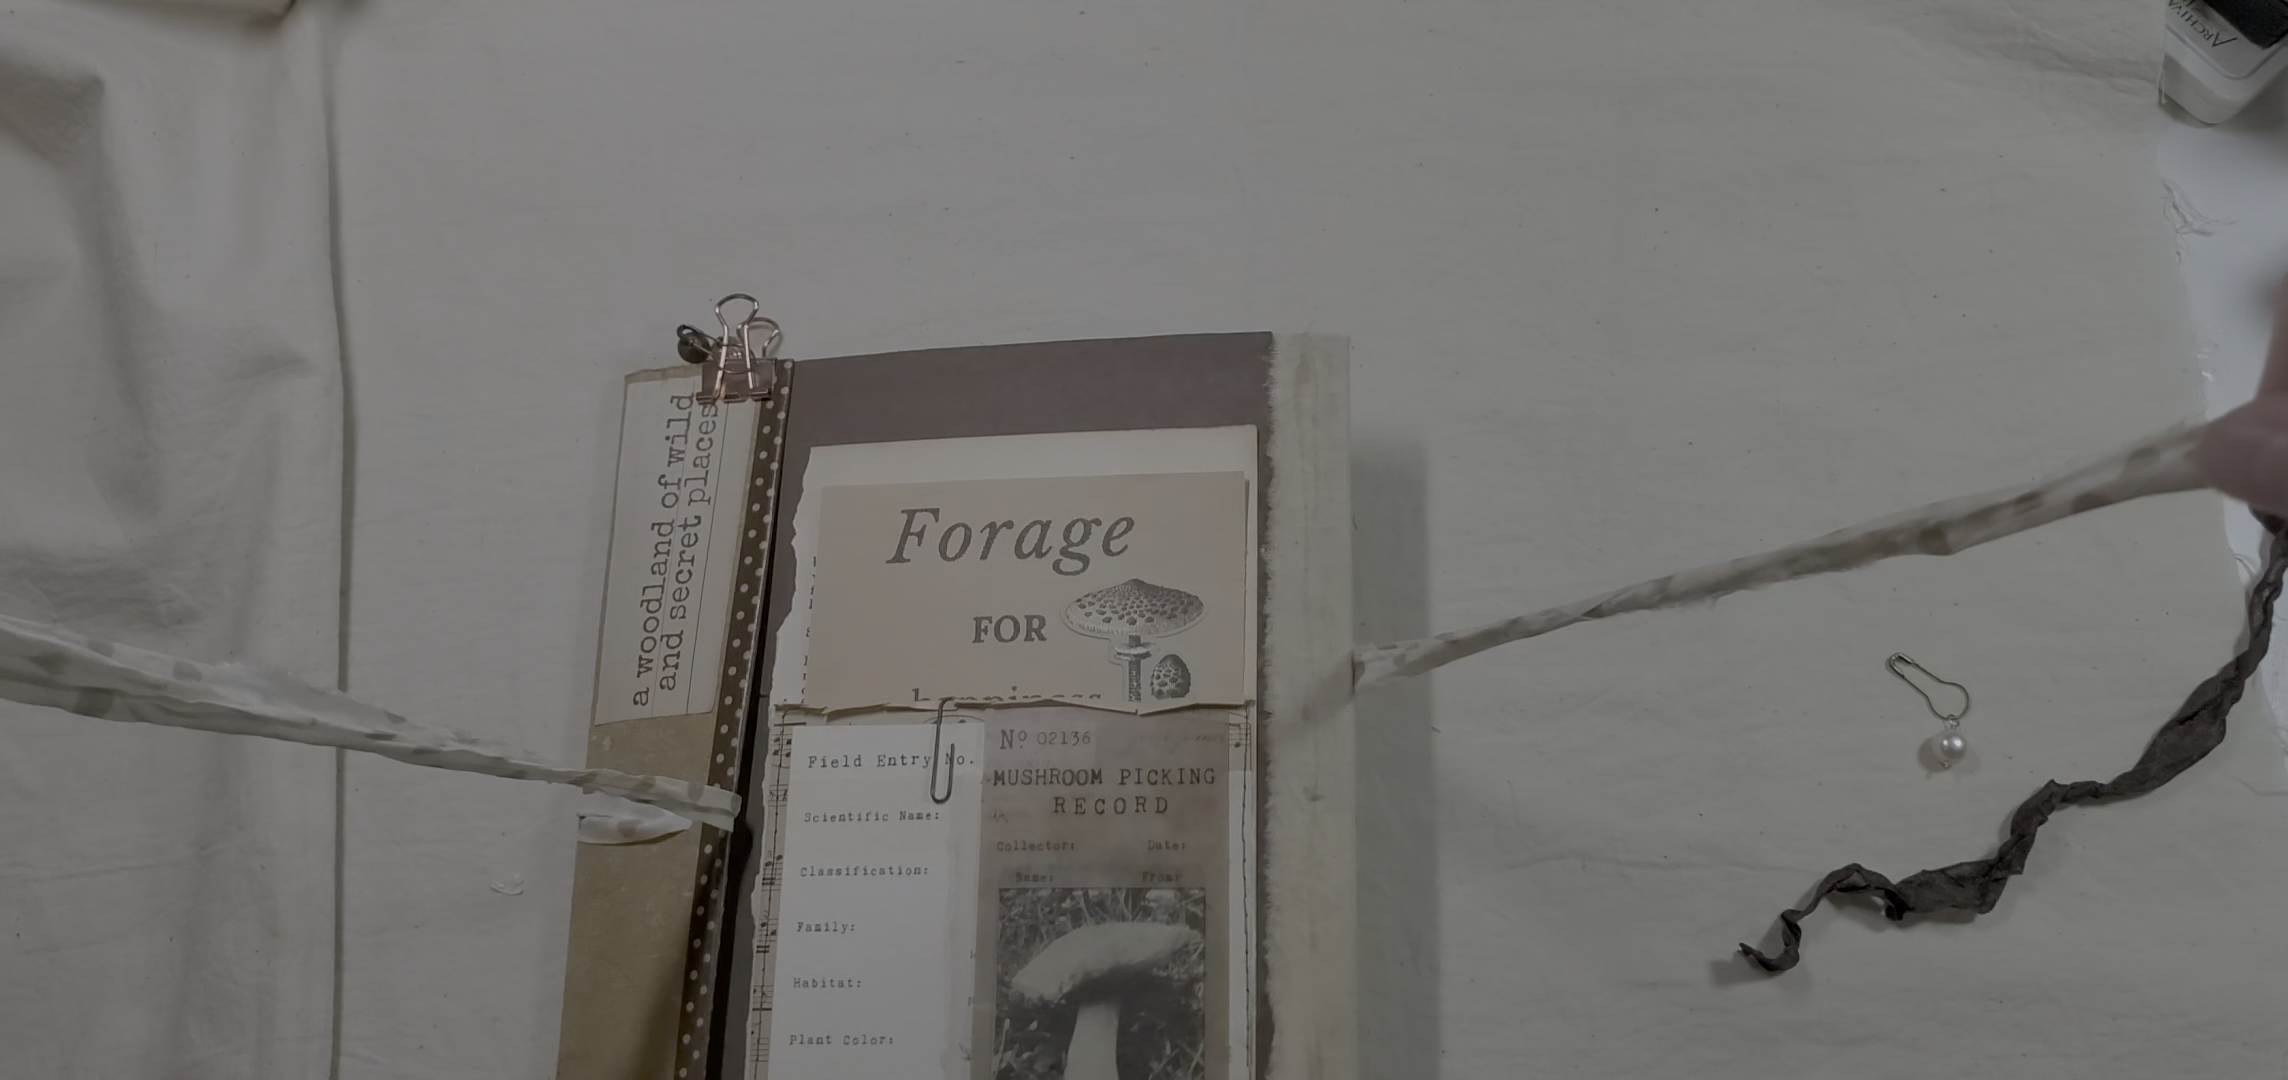 ARCHIVA
a woodland of wild
and secret places
Forage
FOR
Field Entry No.
Scientific Name:
Classification:
Family:
Habitat:
Plant Color:
Nº 02136
MUSHROOM PICKING
RECORD
Collector: Date:
Name: From: